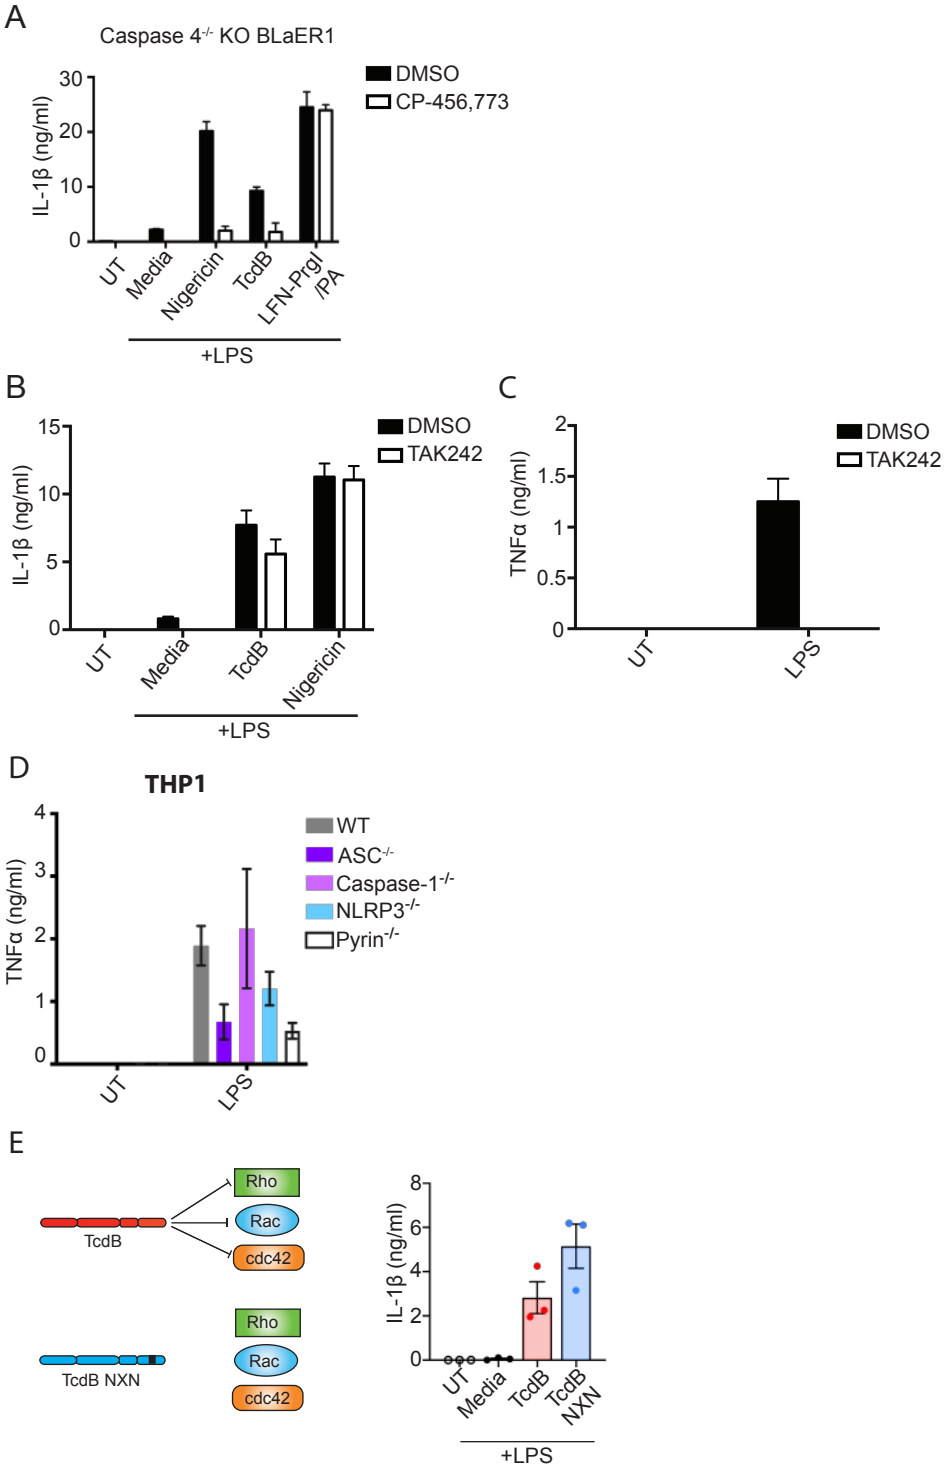 A
Caspase 4-/- KO BLaER1
DMSO
CP-456,773
IL-1β (ng/ml)
30
20
10
0
UT
Media
Nigericin
TcdB
LFN-PrgI
/PA
+LPS
B
DMSO
TAK242
IL-1β (ng/ml)
15
10
5
0
UT
Media
TcdB
Nigericin
+LPS
C
DMSO
TAK242
TNFα (ng/ml)
2
1.5
1
0.5
0
UT
LPS
D
THP1
WT
ASC-/-
Caspase-1-/-
NLRP3-/-
Pyrin-/-
TNFα (ng/ml)
4
3
2
1
0
UT
LPS
E
TcdB
Rho
Rac
cdc42
TcdB NXN
Rho
Rac
cdc42
IL-1β (ng/ml)
8
6
4
2
0
UT
Media
TcdB
TcdB
NXN
+LPS